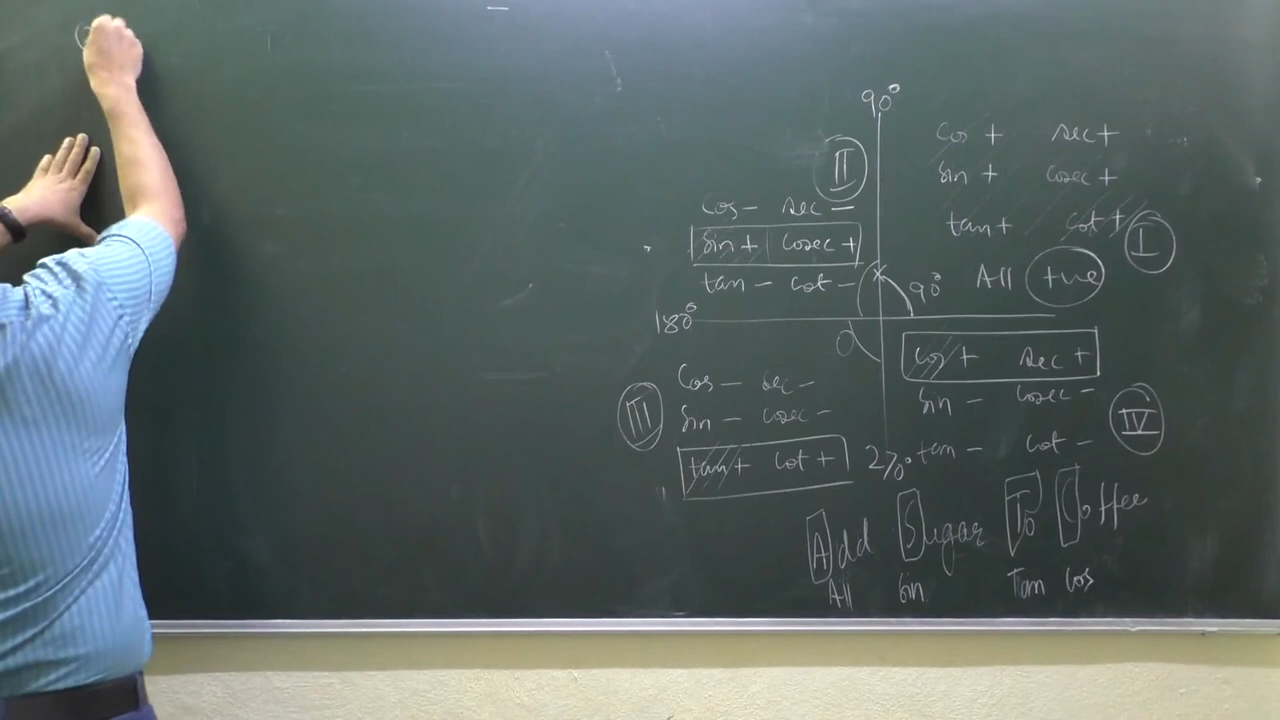 90°
II
cos - sec -
sin + cosec +
tan - cot -
cos + sec +
sin + cosec +
tan + cot +
I
All +ve
90°
180°
III
cos - sec -
sin - cosec -
tan + cot +
cos + sec +
sin - cosec -
tan - cot -
IV
270°
Add Sugar To Coffee
All Sin Tan Cos